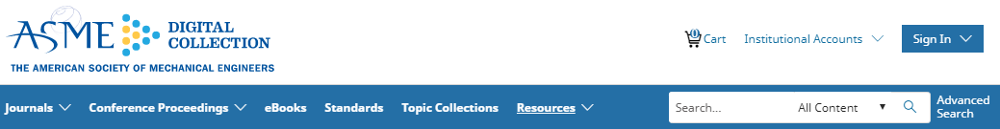 ASME DIGITAL COLLECTION
THE AMERICAN SOCIETY OF MECHANICAL ENGINEERS
0 Cart Institutional Accounts Sign In
Journals Conference Proceedings eBooks Standards Topic Collections Resources Search... All Content Advanced Search